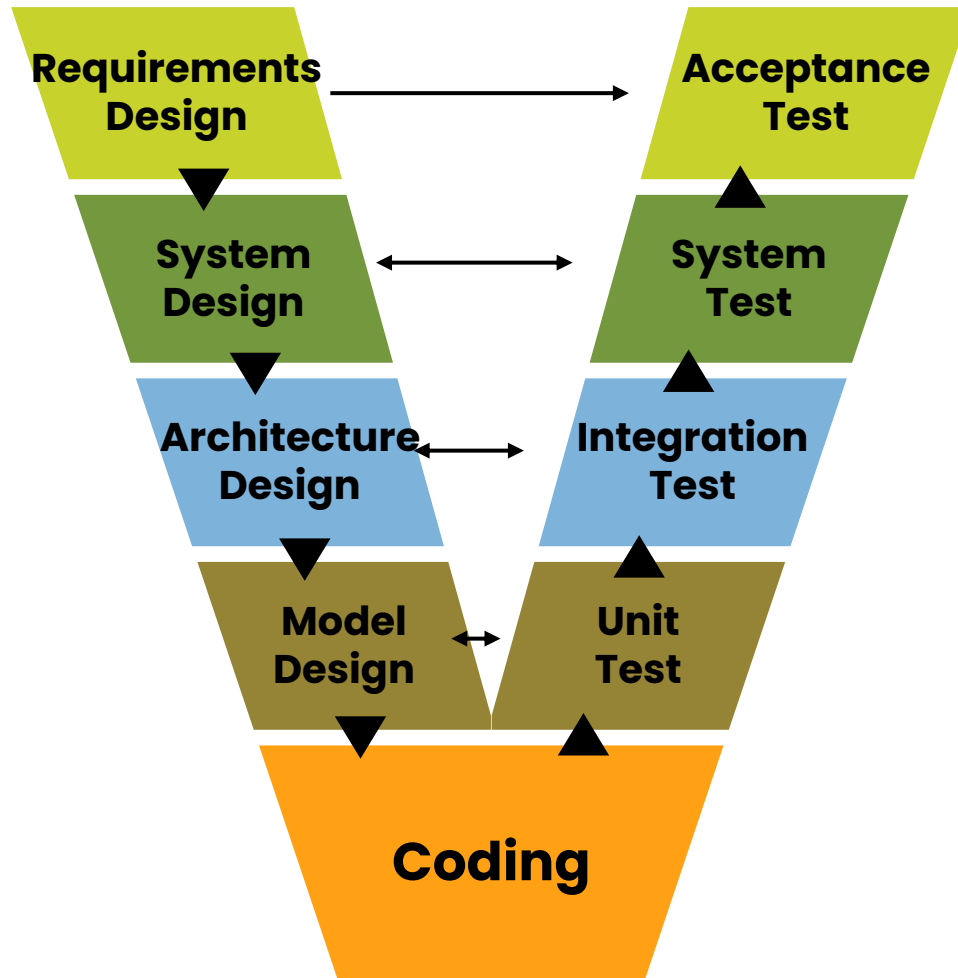 Requirements
Design
Acceptance
Test
System
Design
System
Test
Architecture
Design
Integration
Test
Model
Design
Unit
Test
Coding